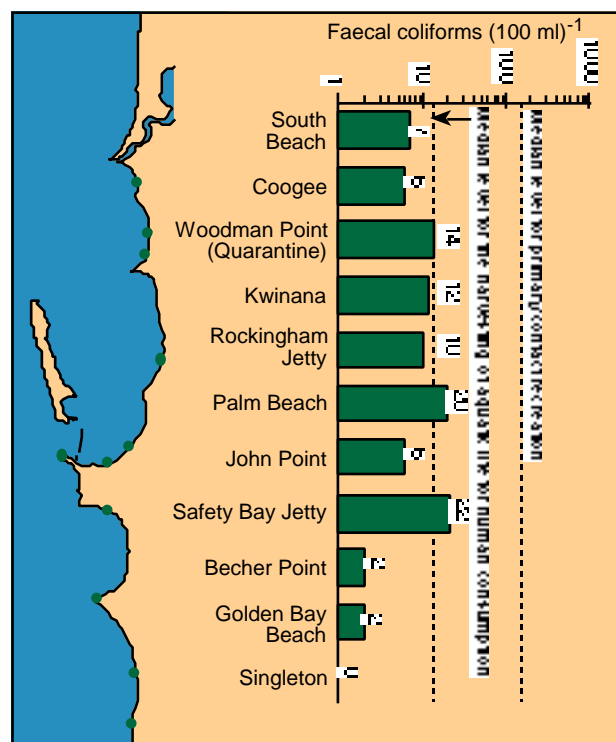 Faecal coliforms (100 ml)-1
1
10
100
1000
South
Beach
7
Coogee
6
Woodman Point
(Quarantine)
14
Kwinana
12
Rockingham
Jetty
10
Palm Beach
20
John Point
6
Safety Bay Jetty
Becher Point
2
Golden Bay
Beach
2
Singleton
0
Median level for the harvesting of aquatic life for human consumption
Median level for primary contact recreation